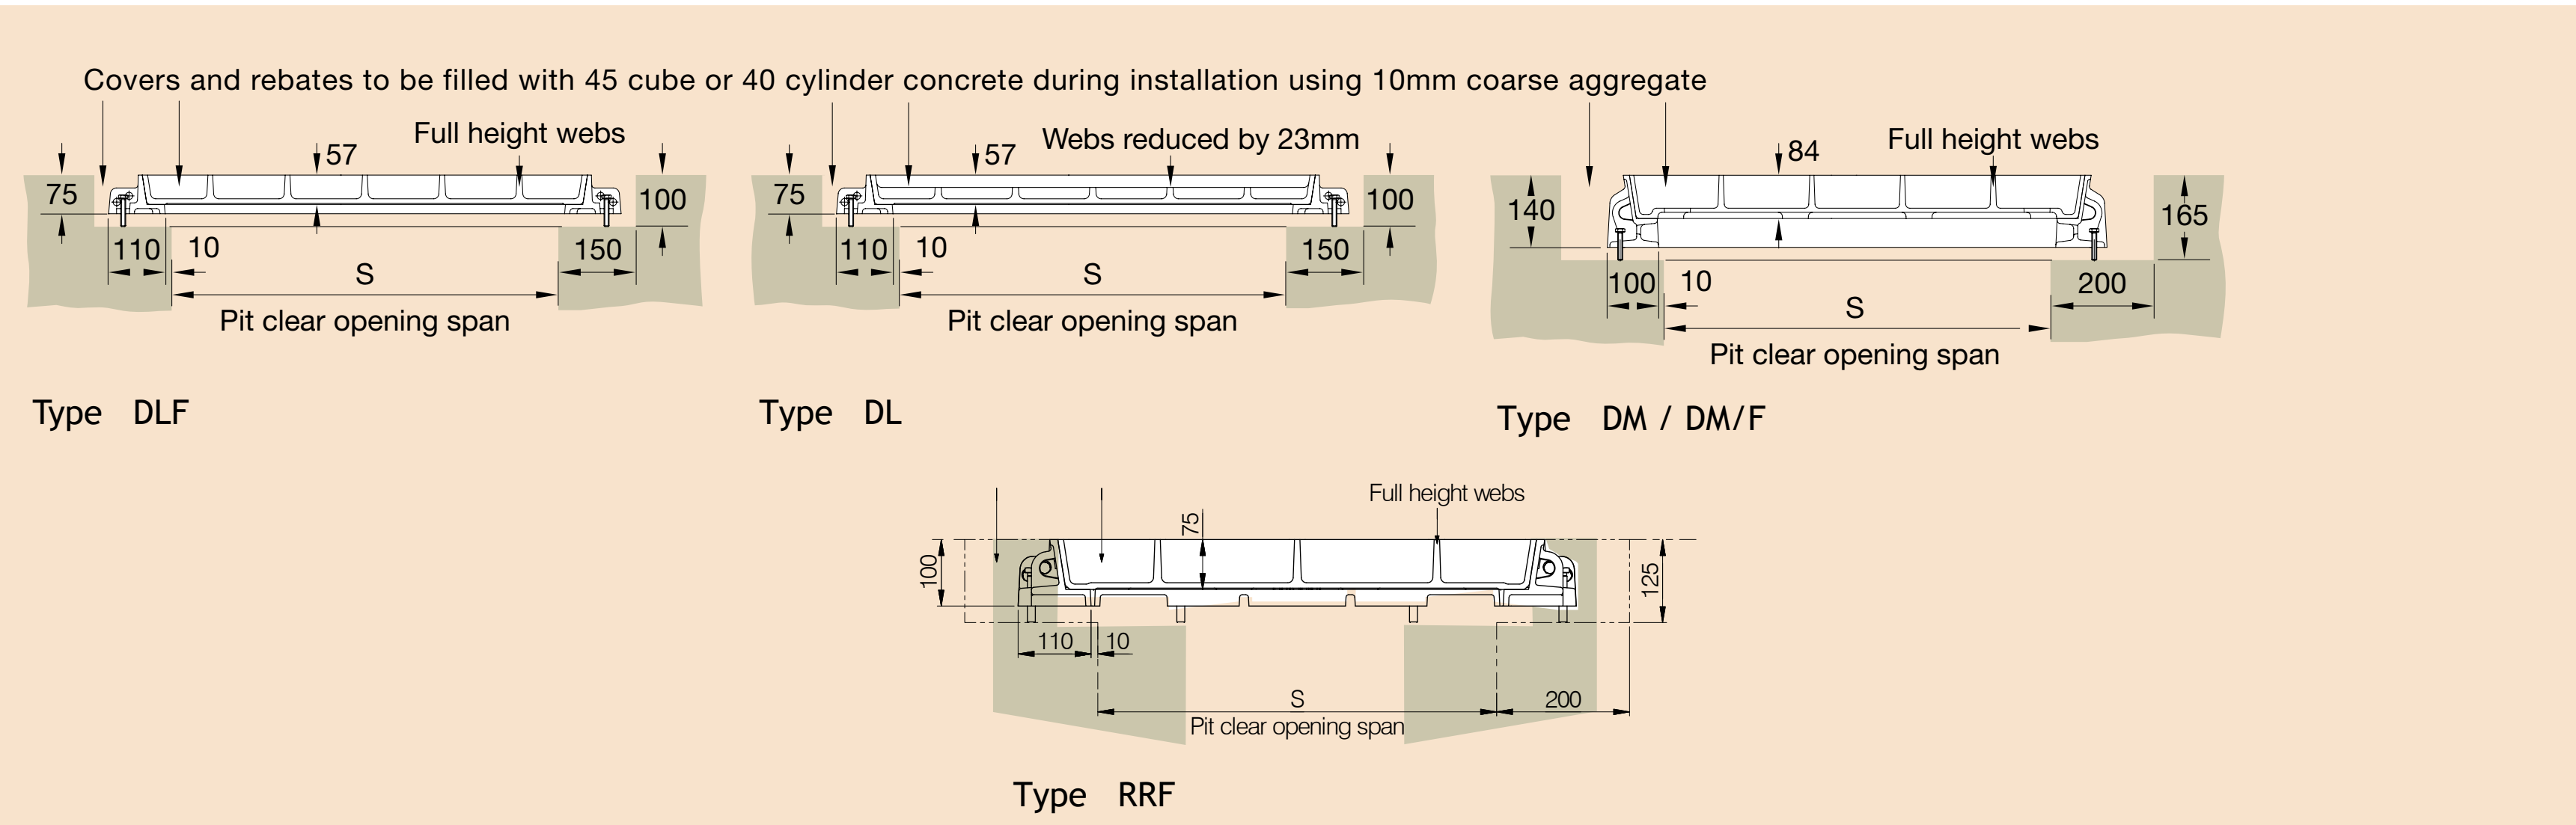 Covers and rebates to be filled with 45 cube or 40 cylinder concrete during installation using 10mm coarse aggregate
Full height webs
57
75
100
110
10
150
S
Pit clear opening span
Type DLF
Webs reduced by 23mm
57
75
100
110
10
150
S
Pit clear opening span
Type DL
Full height webs
84
140
165
100
10
200
S
Pit clear opening span
Type DM / DM/F
Full height webs
75
100
125
110
10
S
200
Pit clear opening span
Type RRF